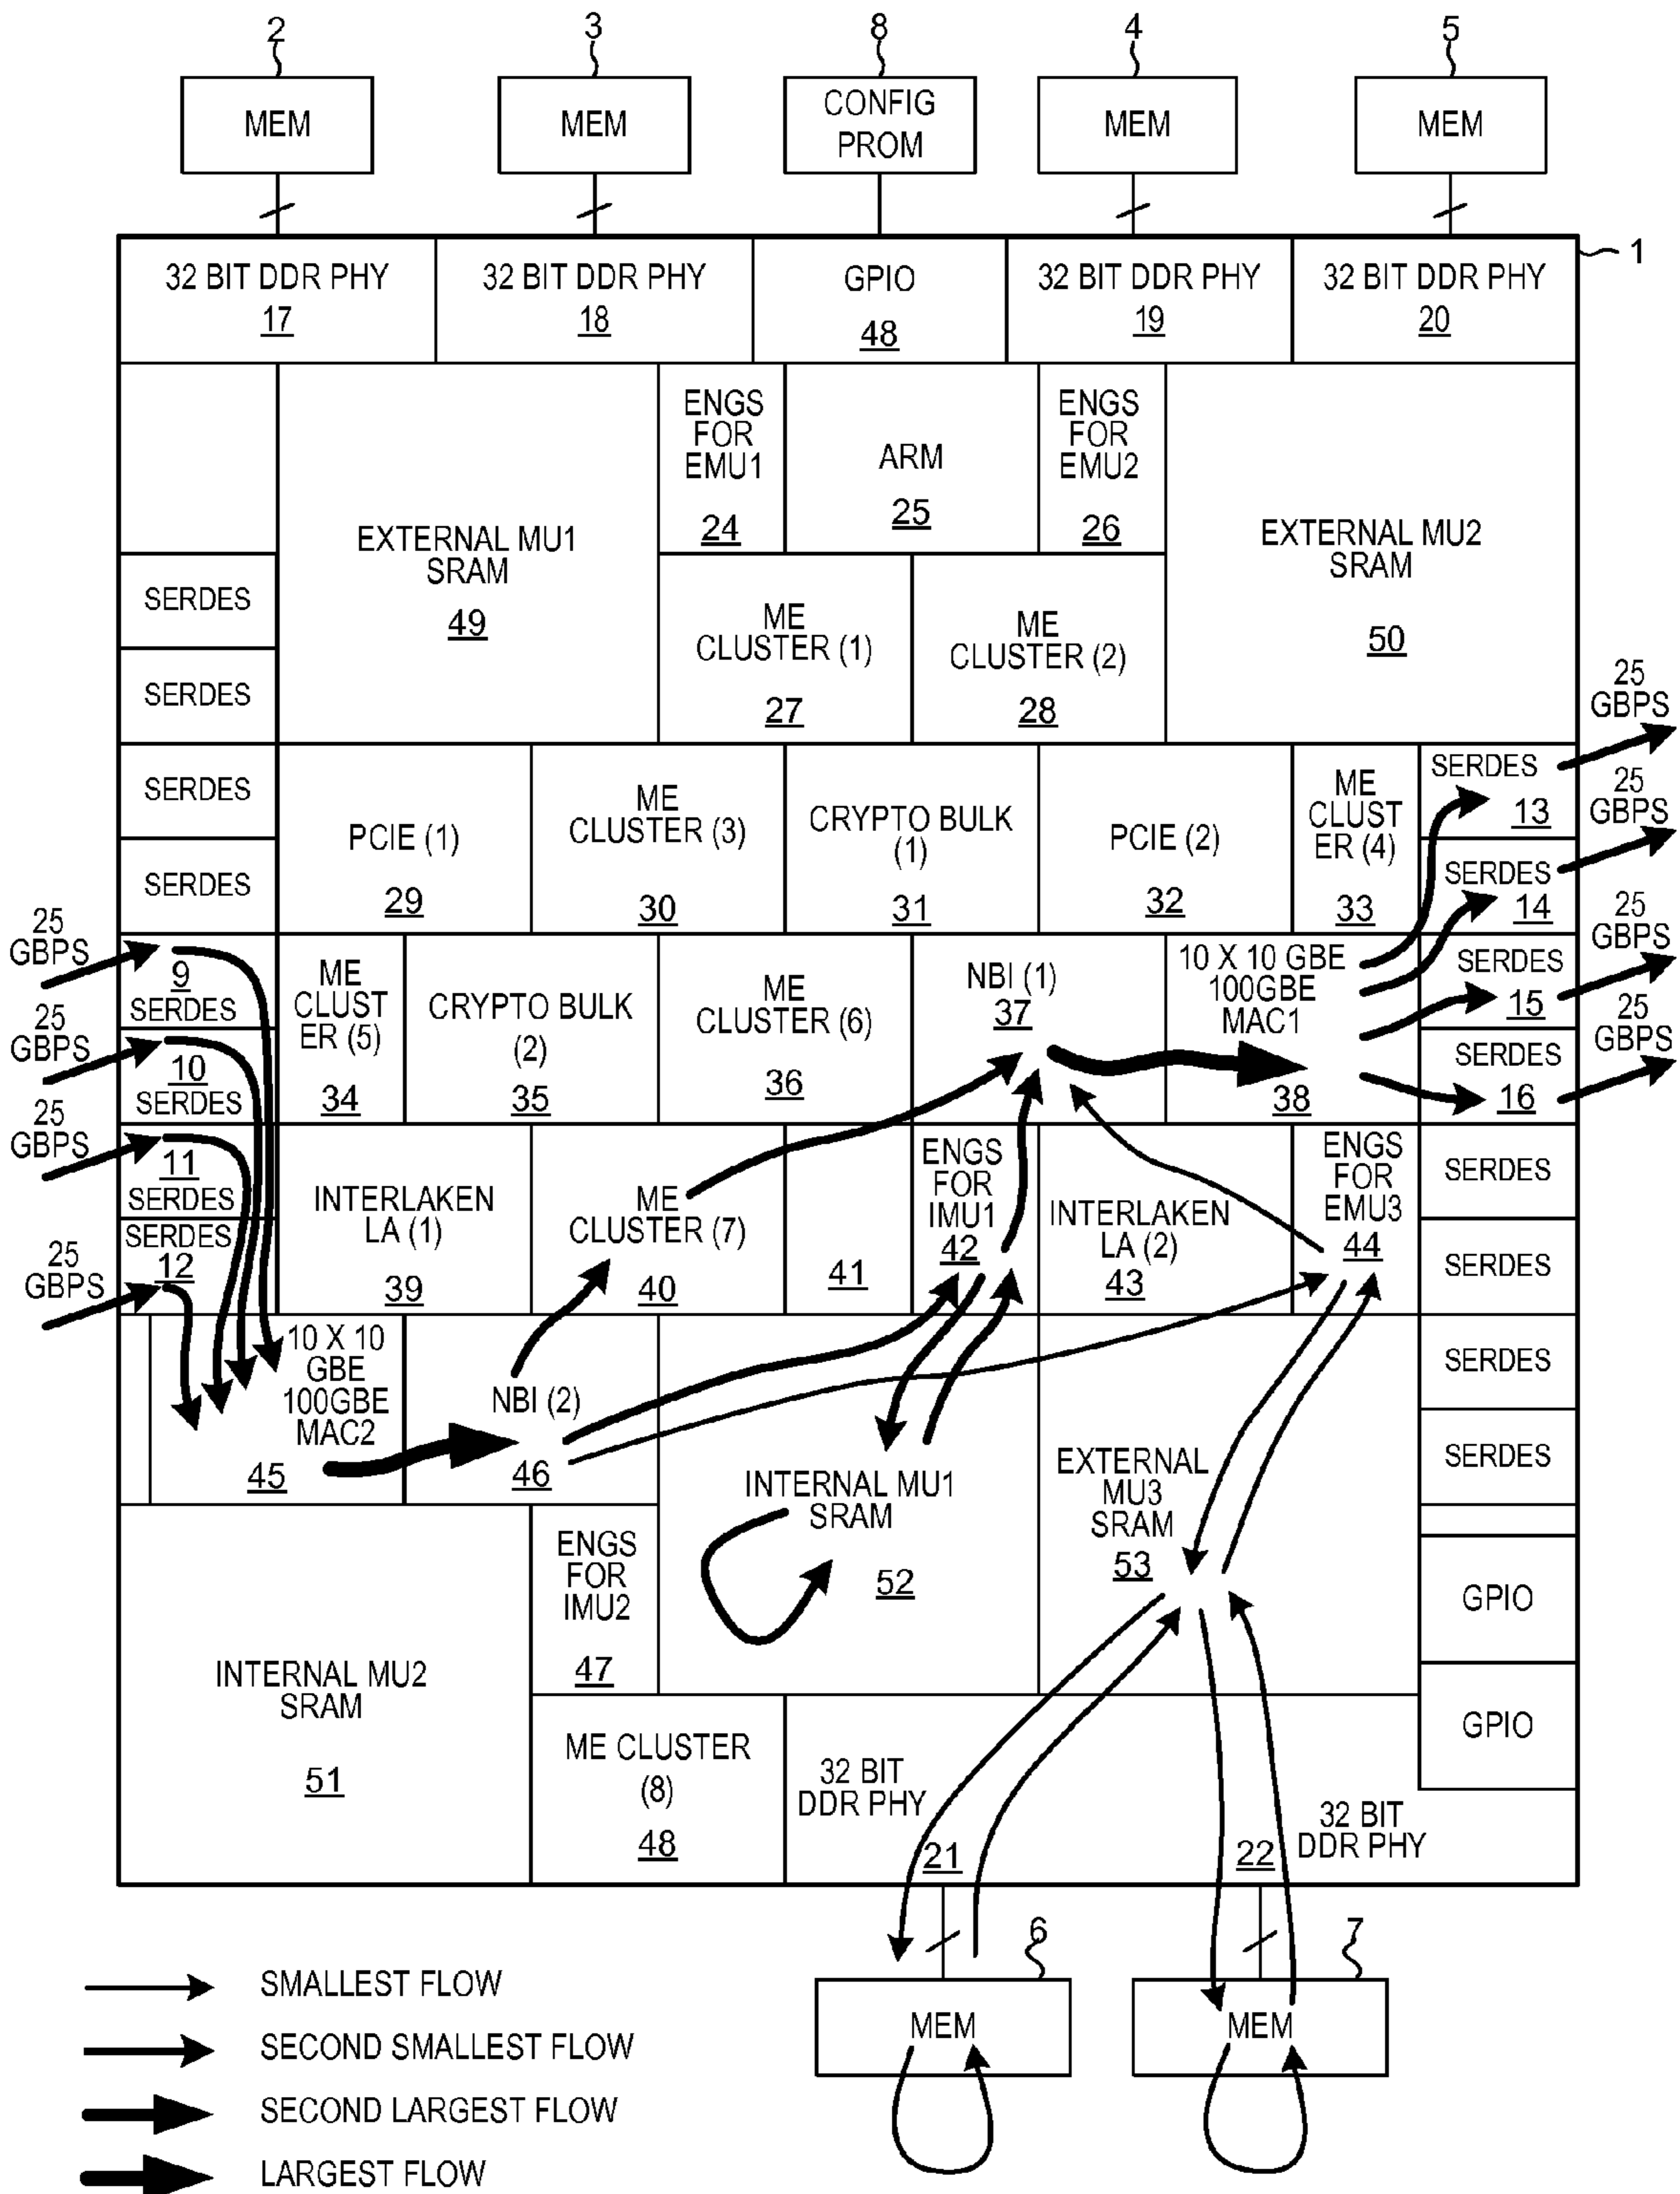 2
3
8
4
5
MEM
MEM
CONFIG
PROM
MEM
MEM
1
32 BIT DDR PHY
17
32 BIT DDR PHY
18
GPIO
48
32 BIT DDR PHY
19
32 BIT DDR PHY
20
EXTERNAL MU1
SRAM
49
ENGS
FOR
EMU1
24
ARM
25
ENGS
FOR
EMU2
26
EXTERNAL MU2
SRAM
50
SERDES
SERDES
ME
CLUSTER (1)
27
ME
CLUSTER (2)
28
SERDES
SERDES
PCIE (1)
29
ME
CLUSTER (3)
30
CRYPTO BULK
(1)
31
PCIE (2)
32
ME
CLUST
ER (4)
33
SERDES
13
SERDES
14
25
GBPS
25
GBPS
25
GBPS
25
GBPS
25
GBPS
25
GBPS
25
GBPS
25
GBPS
9
SERDES
10
SERDES
ME
CLUST
ER (5)
34
CRYPTO BULK
(2)
35
ME
CLUSTER (6)
36
NBI (1)
37
10 X 10 GBE
100GBE
MAC1
38
SERDES
15
SERDES
16
11
SERDES
SERDES
12
INTERLAKEN
LA (1)
39
ME
CLUSTER (7)
40
41
ENGS
FOR
IMU1
42
INTERLAKEN
LA (2)
43
ENGS
FOR
EMU3
44
SERDES
SERDES
10 X 10
GBE
100GBE
MAC2
45
NBI (2)
46
INTERNAL MU1
SRAM
52
EXTERNAL
MU3
SRAM
53
SERDES
SERDES
INTERNAL MU2
SRAM
51
ENGS
FOR
IMU2
47
GPIO
GPIO
ME CLUSTER
(8)
48
32 BIT
DDR PHY
21
32 BIT
DDR PHY
22
6
7
MEM
MEM
SMALLEST FLOW
SECOND SMALLEST FLOW
SECOND LARGEST FLOW
LARGEST FLOW